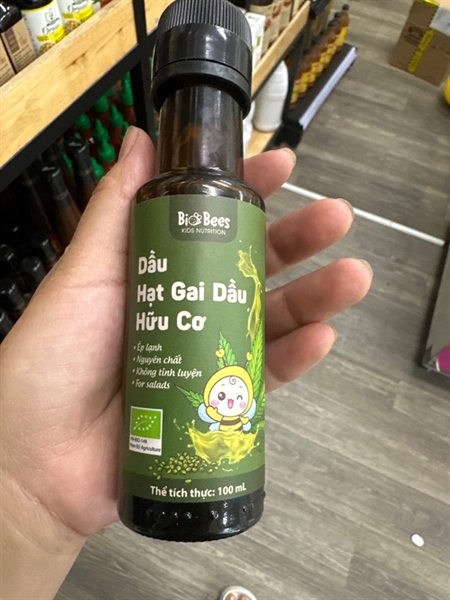 BioBees
KIDS NUTRITION
Dầu
Hạt Gai Dầu
Hữu Cơ
• Ép lạnh
• Nguyên chất
• Không tinh luyện
• For salads
Thể tích thực: 100 mL